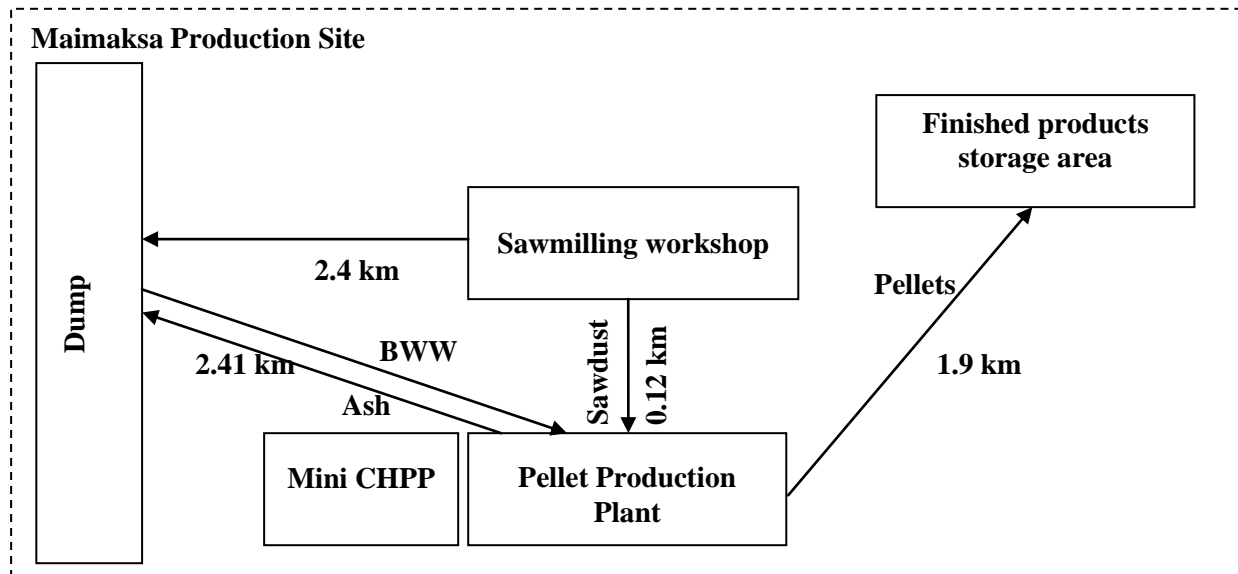 Maimaksa Production Site
Finished products
storage area
Sawmilling workshop
2.4 km
Dump
Pellets
BWW
2.41 km
Ash
Sawdust
0.12 km
1.9 km
Mini CHPP
Pellet Production
Plant